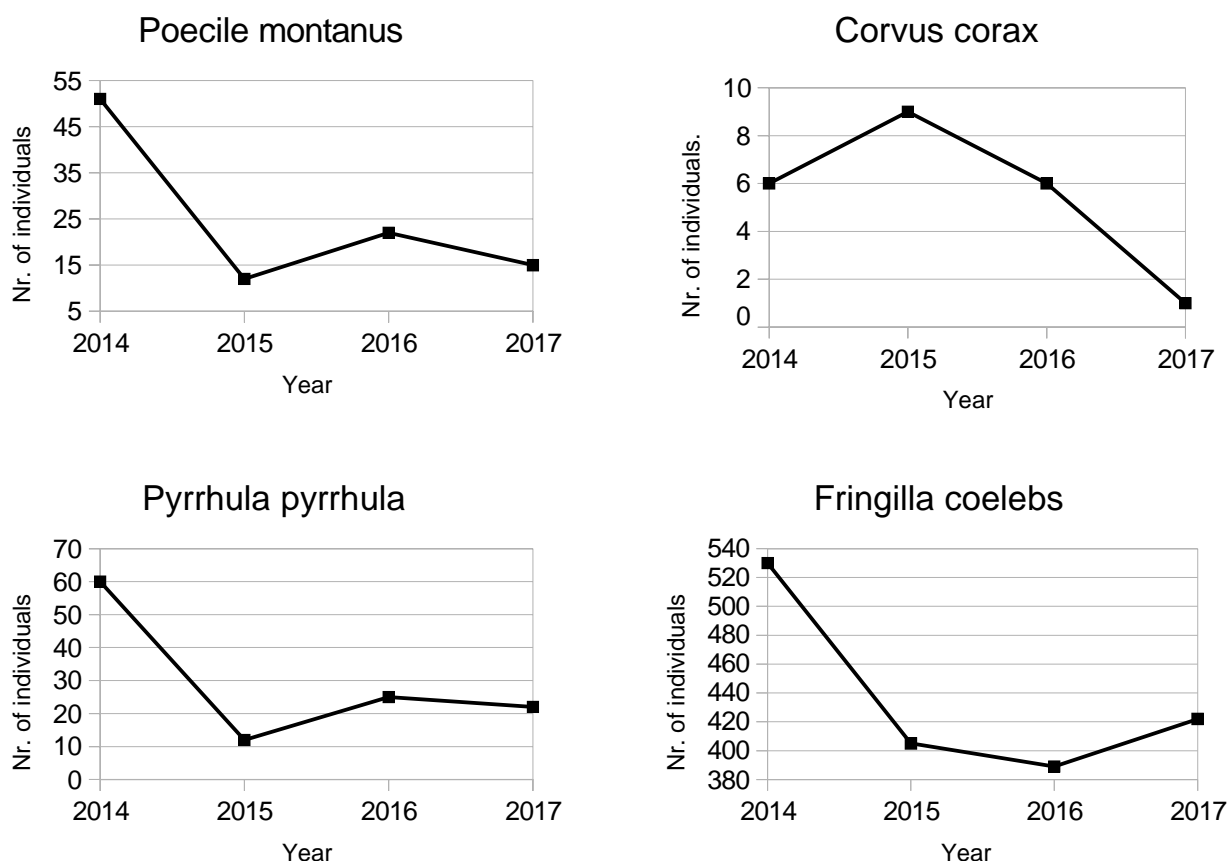 Poecile montanus
Nr. of individuals
55
45
35
25
15
5
2014 2015 2016 2017
Year
Corvus corax
Nr. of individuals.
10
8
6
4
2
0
2014 2015 2016 2017
Year
Pyrrhula pyrrhula
Nr. of individuals
70
60
50
40
30
20
10
0
2014 2015 2016 2017
Year
Fringilla coelebs
Nr. of individuals
540
520
500
480
460
440
420
400
380
2014 2015 2016 2017
Year